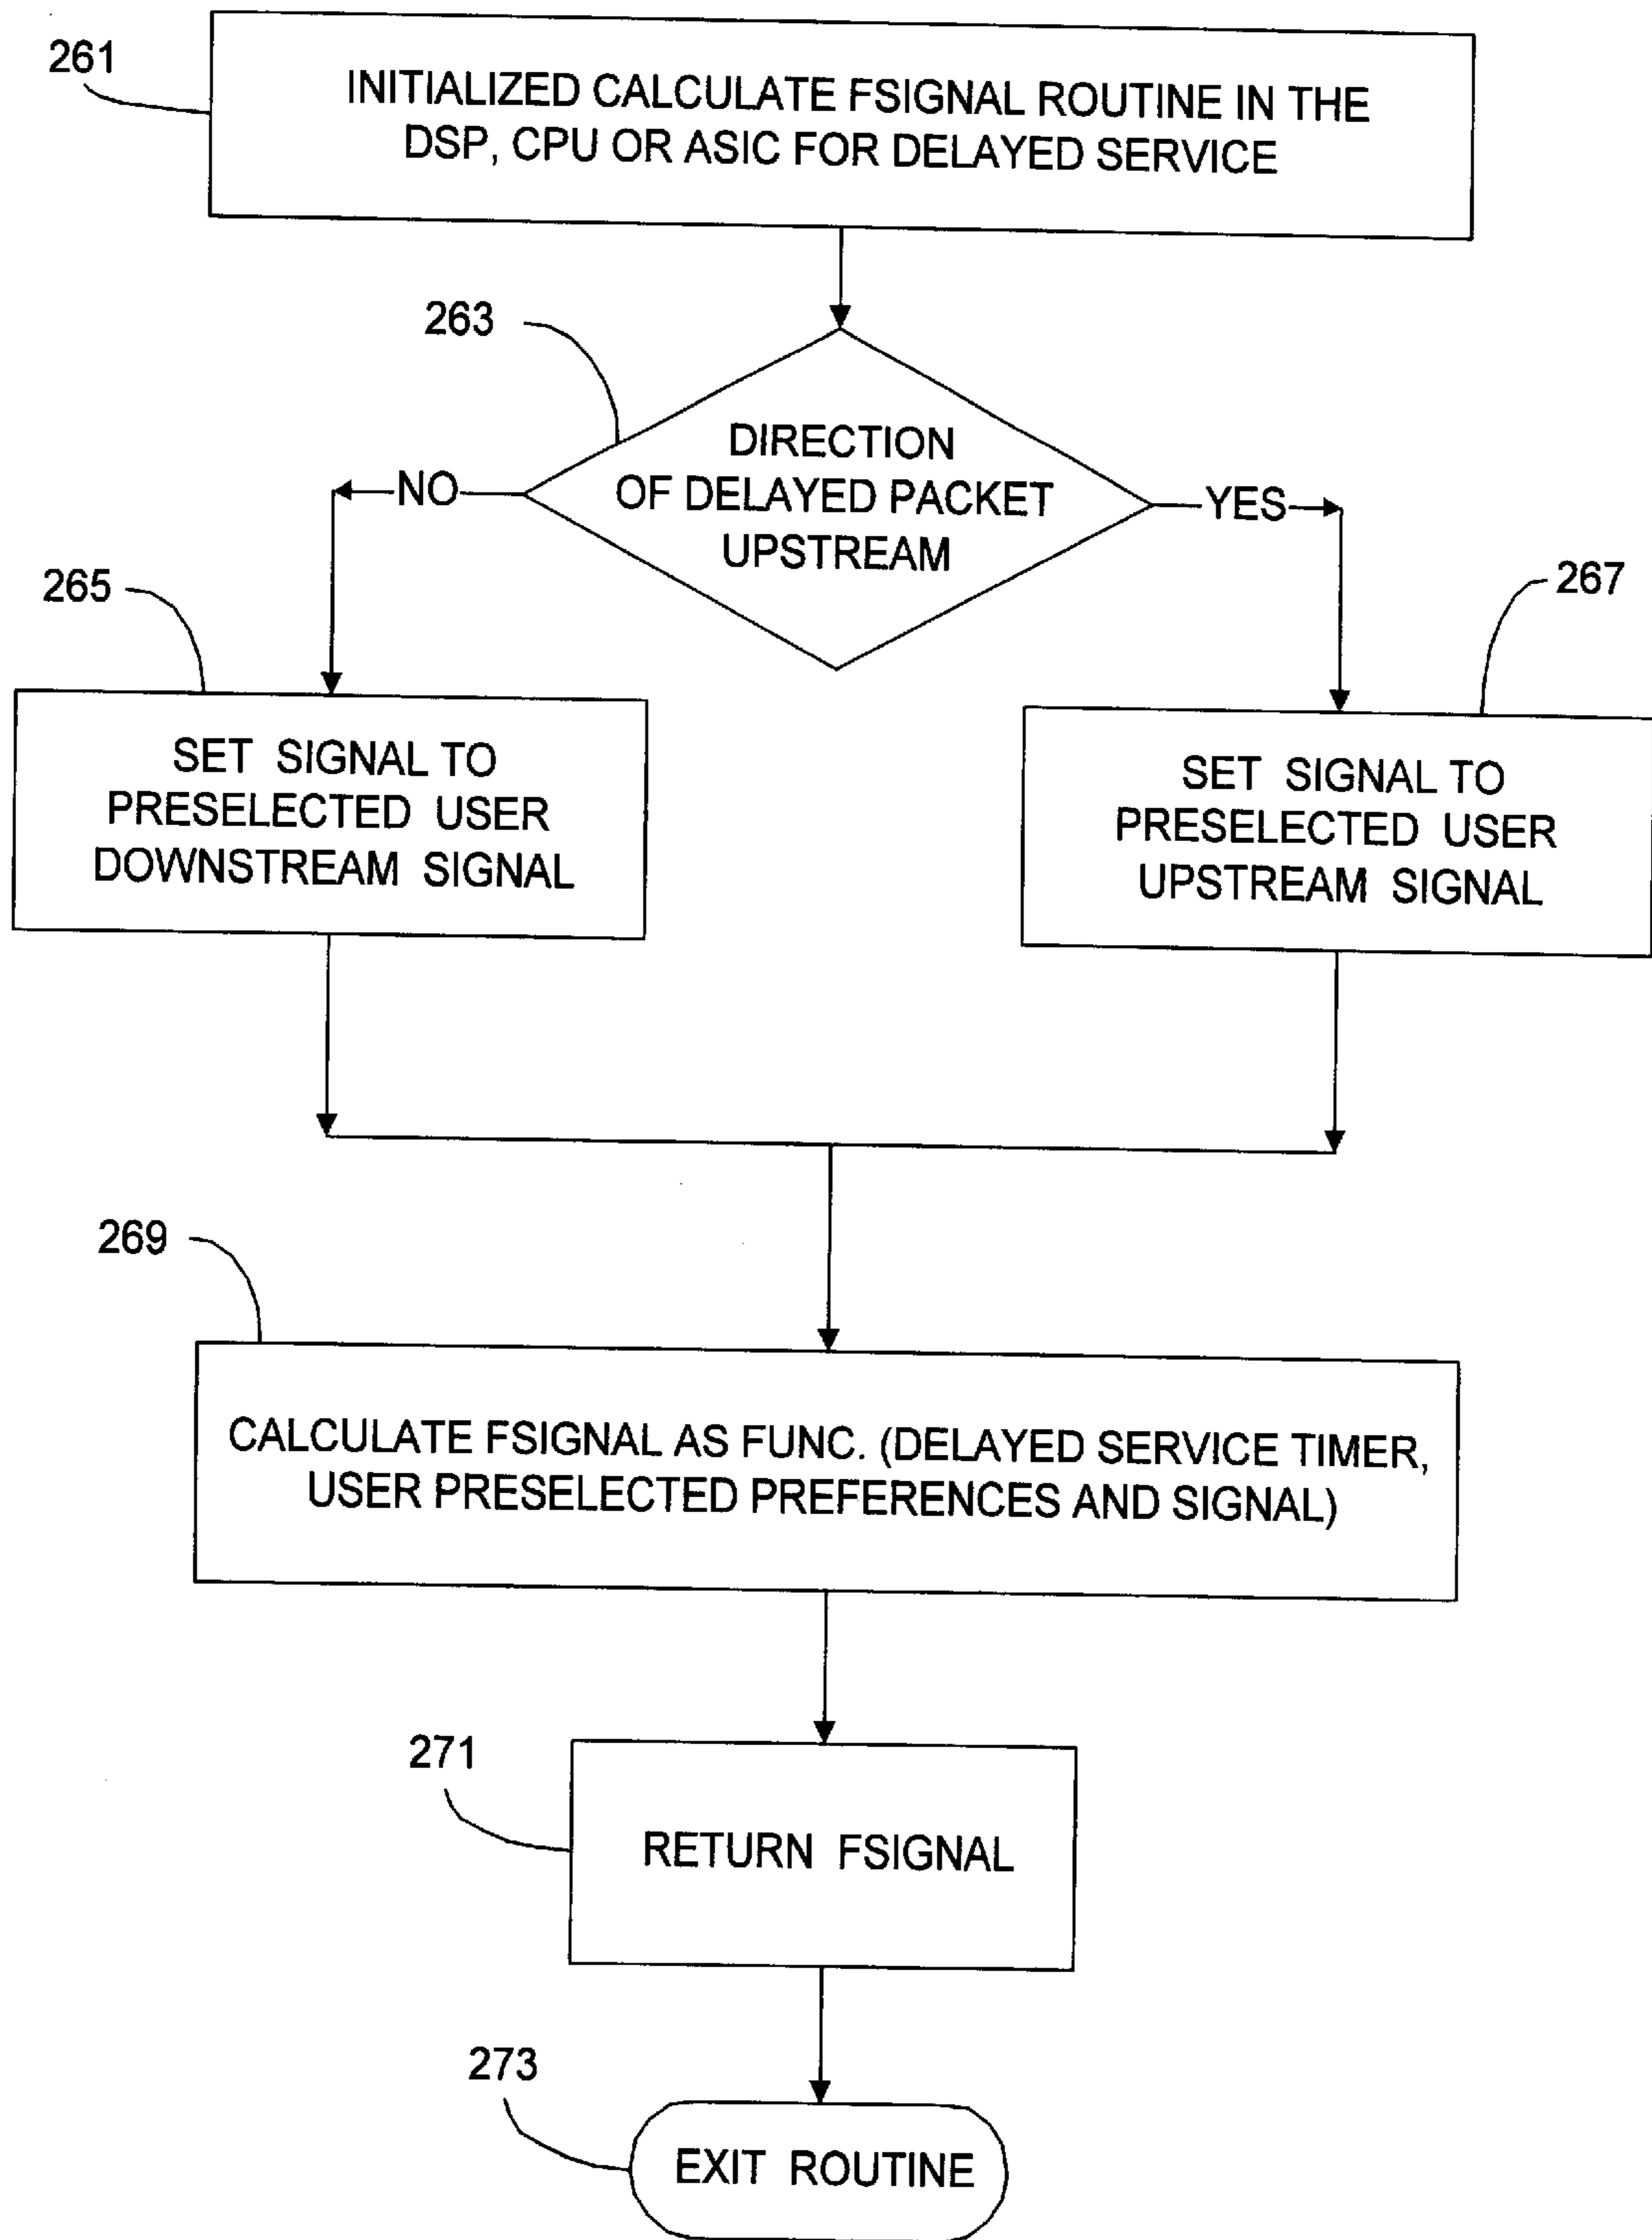 261
INITIALIZED CALCULATE FSIGNAL ROUTINE IN THE
DSP, CPU OR ASIC FOR DELAYED SERVICE
263
DIRECTION
OF DELAYED PACKET
UPSTREAM
NO
YES
265
267
SET SIGNAL TO
PRESELECTED USER
DOWNSTREAM SIGNAL
SET SIGNAL TO
PRESELECTED USER
UPSTREAM SIGNAL
269
CALCULATE FSIGNAL AS FUNC. (DELAYED SERVICE TIMER,
USER PRESELECTED PREFERENCES AND SIGNAL)
271
RETURN FSIGNAL
273
EXIT ROUTINE